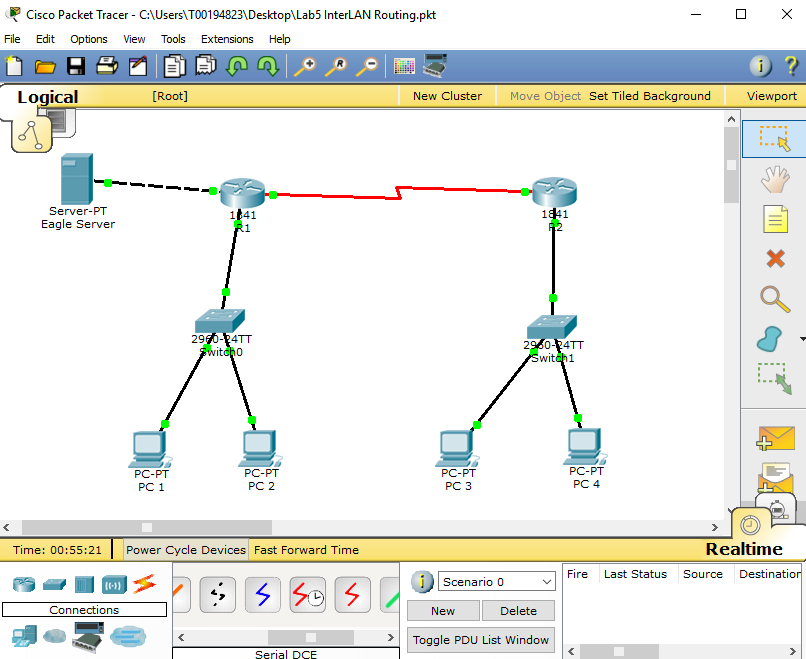 Cisco Packet Tracer - C:\Users\T00194823\Desktop\Lab5 InterLAN Routing.pkt
File Edit Options View Tools Extensions Help
Logical [Root] New Cluster Move Object Set Tiled Background Viewport
Server-PT
Eagle Server
1841
R1
1841
R2
2960-24TT
Switch0
2960-24TT
Switch1
PC-PT
PC 1
PC-PT
PC 2
PC-PT
PC 3
PC-PT
PC 4
Time: 00:55:21 Power Cycle Devices Fast Forward Time
Realtime
Scenario 0
Fire Last Status Source Destination
Connections
New Delete
Toggle PDU List Window
Serial DCE